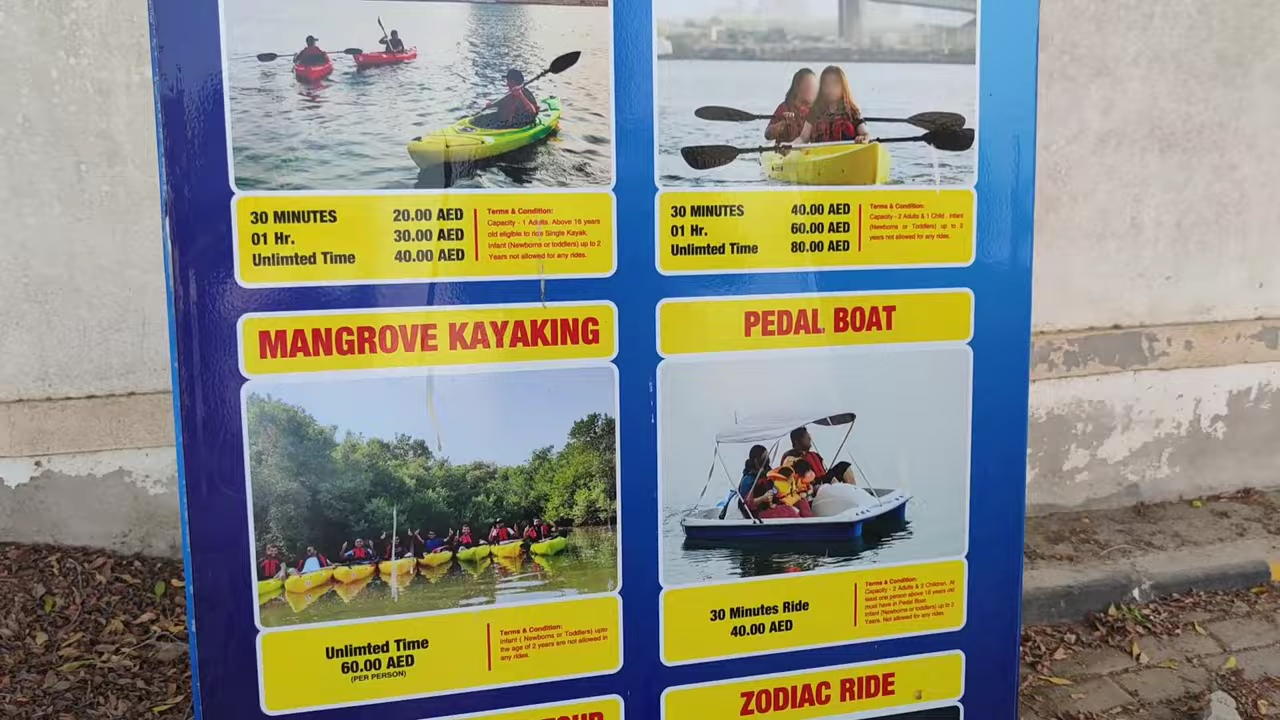 30 MINUTES 20.00 AED
01 Hr. 30.00 AED
Unlimted Time 40.00 AED
Terms & Condition:
Capacity - 1 Adults. Above 16 years
old eligible to ride Single Kayak,
Infant (Newborns or toddlers) up to 2
Years not allowed for any rides.
30 MINUTES 40.00 AED
01 Hr. 60.00 AED
Unlimted Time 80.00 AED
Terms & Condition:
Capacity - 2 Adults & 1 Child . Infant
(Newborns or Toddlers) up to 2
years not allowed for any rides.
MANGROVE KAYAKING
Unlimted Time
60.00 AED
(PER PERSON)
Terms & Condition:
Infant ( Newborns or Toddlers) upto
the age of 2 years are not allowed in
any rides.
PEDAL BOAT
30 Minutes Ride
40.00 AED
Terms & Condition:
Capacity - 2 Adults & 2 Children. At
least one person above 16 years old
must have in Pedal Boat.
Infant (Newborns or toddlers) up to 2
Years. Not allowed for any rides.
TOUR
ZODIAC RIDE